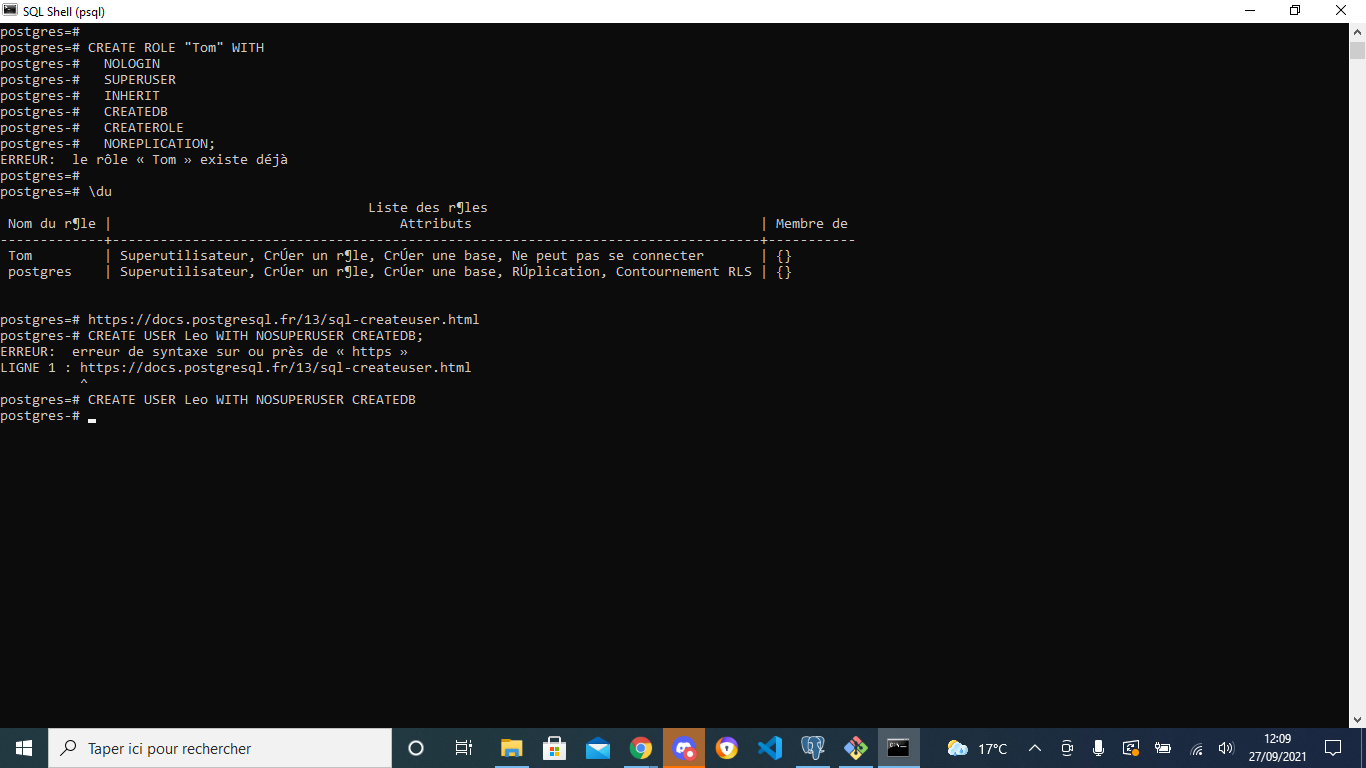 SQL Shell (psql)
postgres=#
postgres=# CREATE ROLE "Tom" WITH
postgres-#   NOLOGIN
postgres-#   SUPERUSER
postgres-#   INHERIT
postgres-#   CREATEDB
postgres-#   CREATEROLE
postgres-#   NOREPLICATION;
ERREUR:  le rôle « Tom » existe déjà
postgres=#
postgres=# \du
                                              Liste des r¶les
 Nom du r¶le |                                    Attributs                                    | Membre de
-------------+---------------------------------------------------------------------------------+-----------
 Tom         | Superutilisateur, CrÚer un r¶le, CrÚer une base, Ne peut pas se connecter       | {}
 postgres    | Superutilisateur, CrÚer un r¶le, CrÚer une base, RÚplication, Contournement RLS | {}
postgres=# https://docs.postgresql.fr/13/sql-createuser.html
postgres-# CREATE USER Leo WITH NOSUPERUSER CREATEDB;
ERREUR:  erreur de syntaxe sur ou près de « https »
LIGNE 1 : https://docs.postgresql.fr/13/sql-createuser.html
          ^
postgres=# CREATE USER Leo WITH NOSUPERUSER CREATEDB
postgres-#
Taper ici pour rechercher
17°C
12:09
27/09/2021